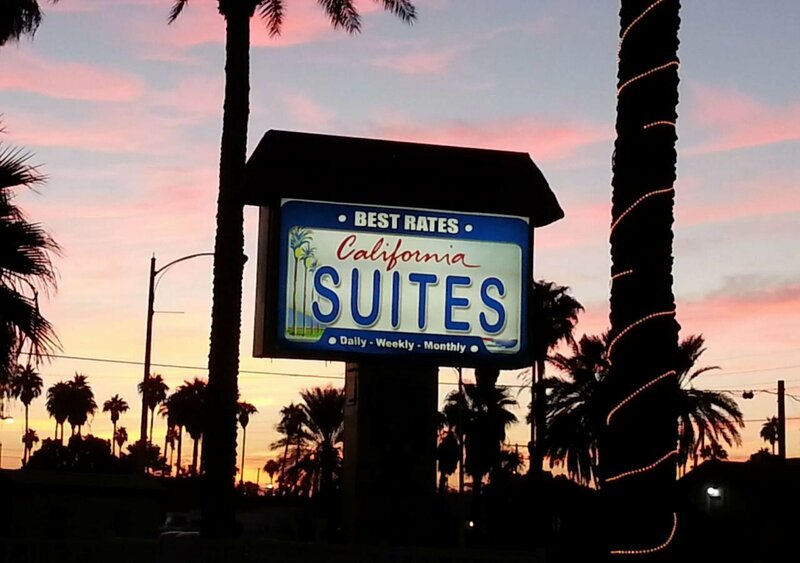 • BEST RATES •
California
SUITES
• Daily - Weekly - Monthly •